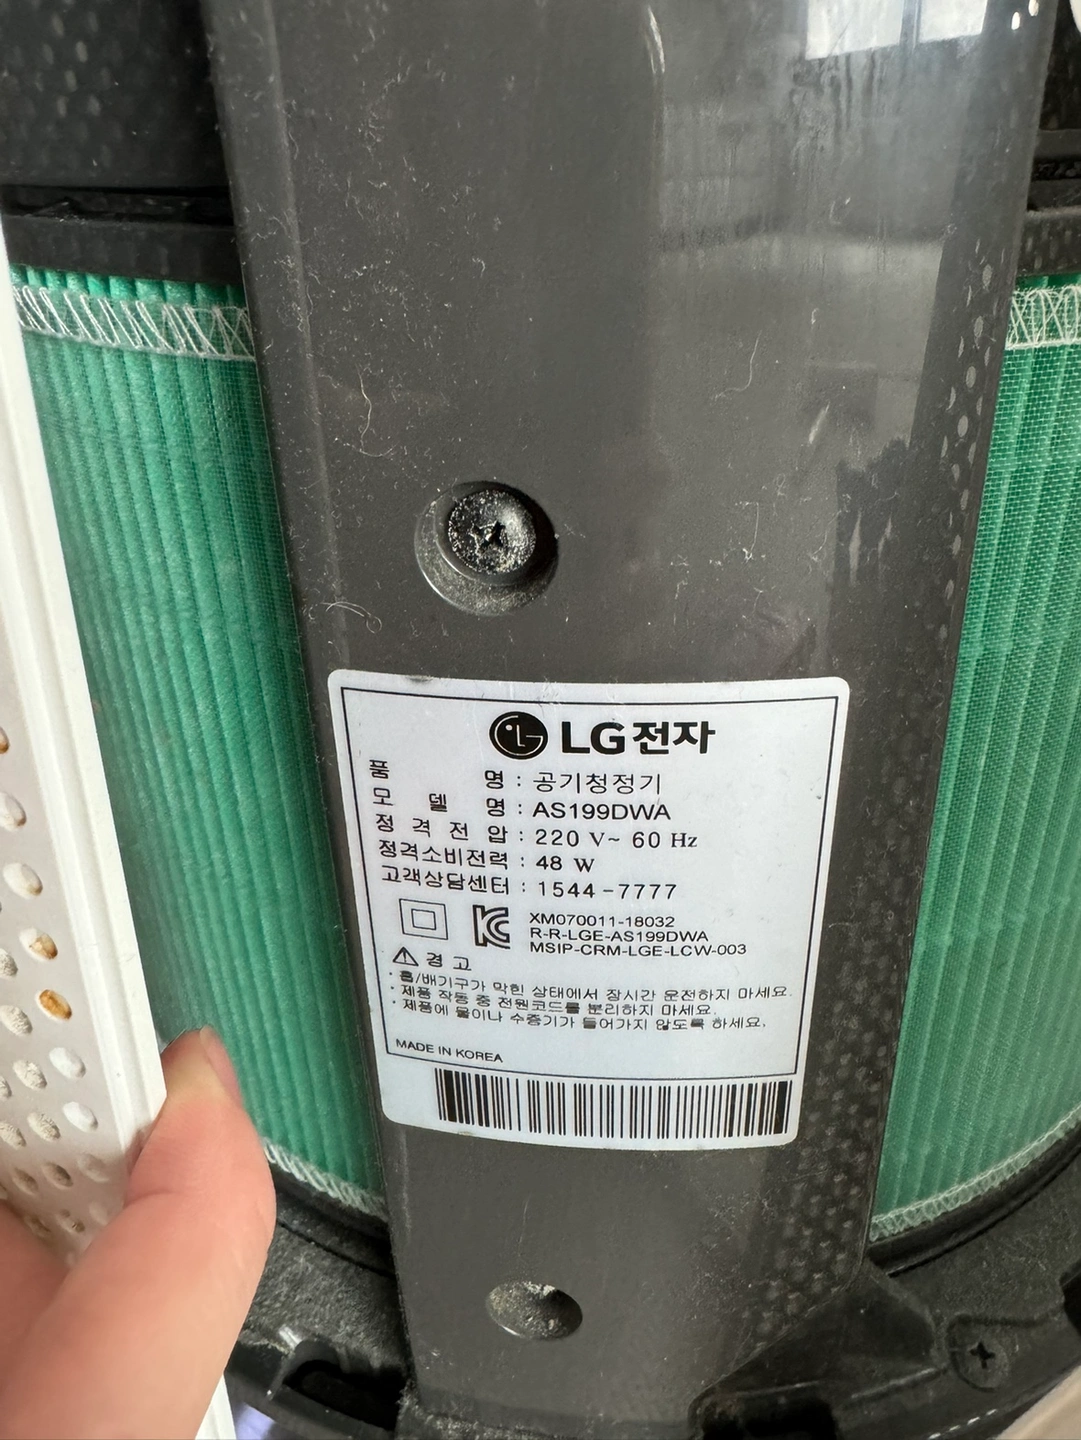 LG전자
품 명 : 공기청정기
모 델 명 : AS199DWA
정 격 전 압 : 220 V~ 60 Hz
정격소비전력 : 48 W
고객상담센터 : 1544-7777
XM070011-18032
R-R-LGE-AS199DWA
MSIP-CRM-LGE-LCW-003
경 고
· 흡/배기구가 막힌 상태에서 장시간 운전하지 마세요.
· 제품 작동 중 전원코드를 분리하지 마세요.
· 제품에 물이나 수증기가 들어가지 않도록 하세요.
MADE IN KOREA